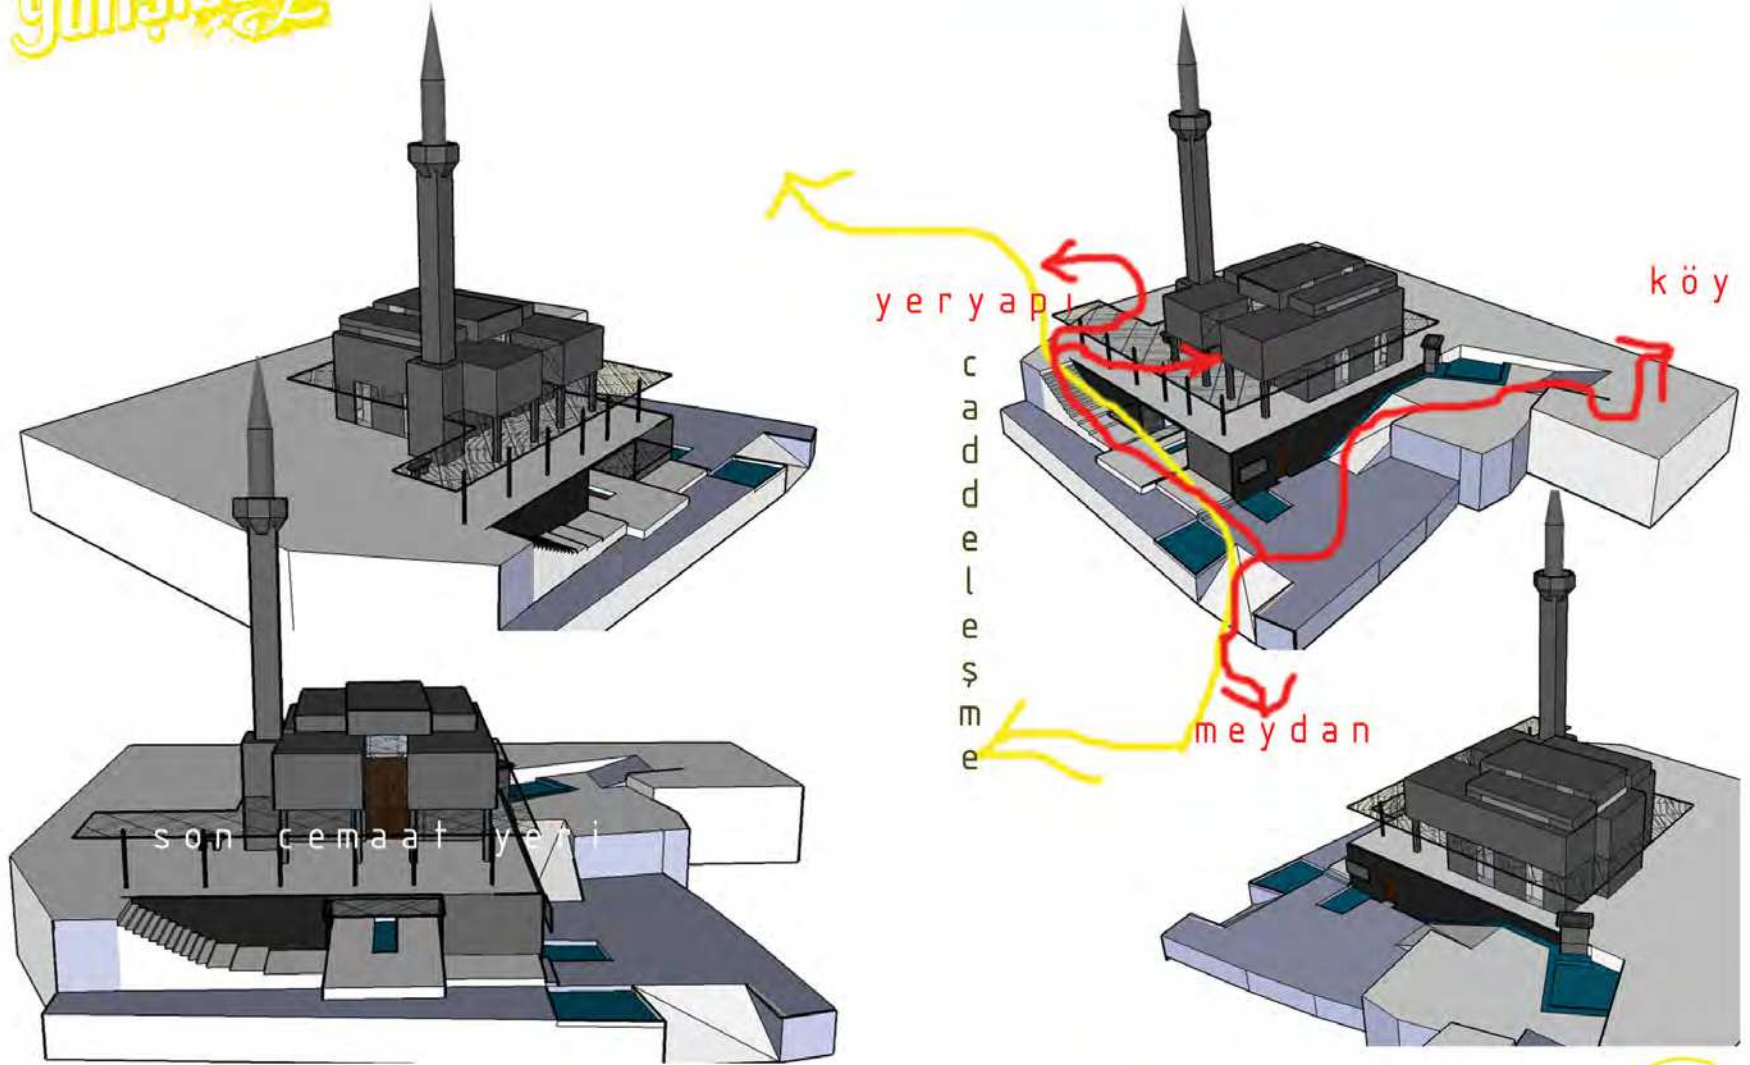 yeryapı
köy
caddeleşme
meydan
son cemaat yeri